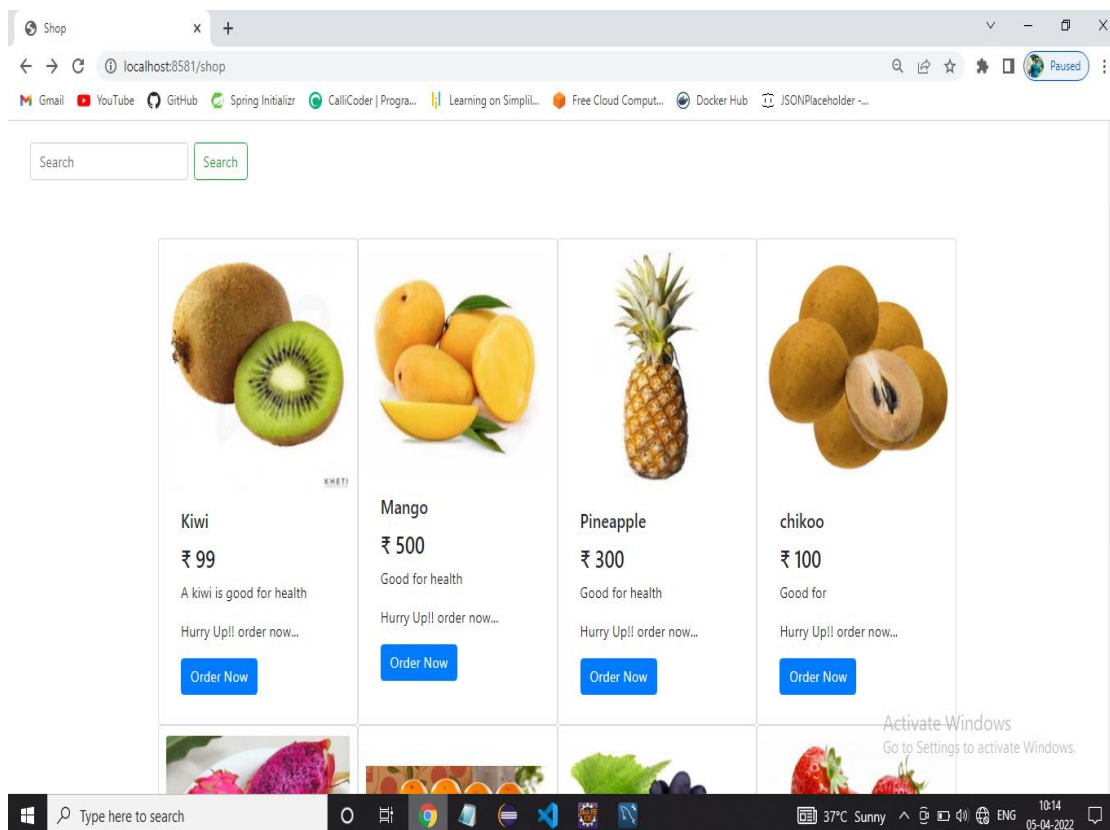 Shop
localhost:8581/shop
Paused
Gmail YouTube GitHub Spring Initializr CalliCoder | Progra... Learning on Simplil... Free Cloud Comput... Docker Hub JSONPlaceholder -...
Search Search
KHETI
Kiwi
₹ 99
A kiwi is good for health
Hurry Up!! order now...
Order Now
Mango
₹ 500
Good for health
Hurry Up!! order now...
Order Now
Pineapple
₹ 300
Good for health
Hurry Up!! order now...
Order Now
chikoo
₹ 100
Good for
Hurry Up!! order now...
Order Now
Activate Windows
Go to Settings to activate Windows.
Type here to search
37°C Sunny ENG
10:14
05-04-2022